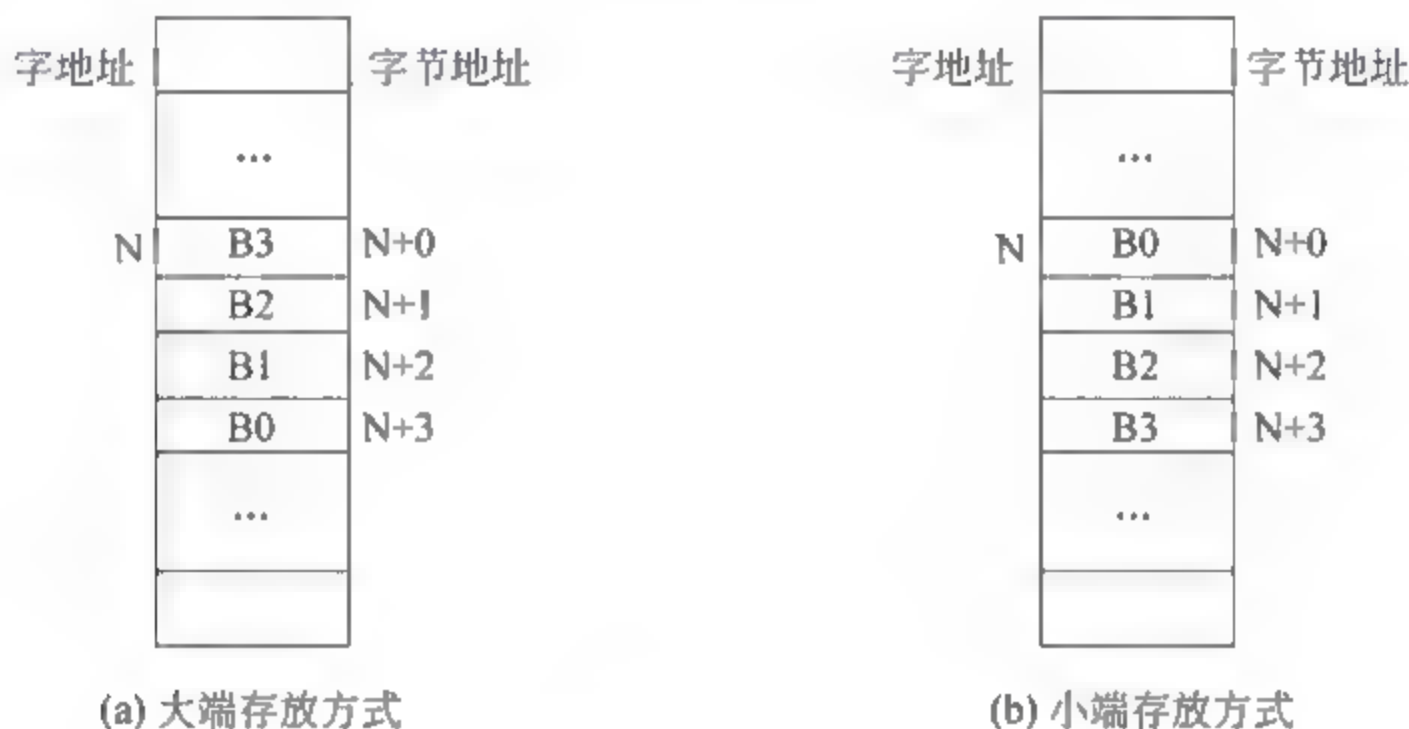 字地址 字节地址 字地址 字节地址
… …
N B3 N+0 N B0 N+0
B2 N+1 B1 N+1
B1 N+2 B2 N+2
B0 N+3 B3 N+3
… …
(a) 大端存放方式 (b) 小端存放方式